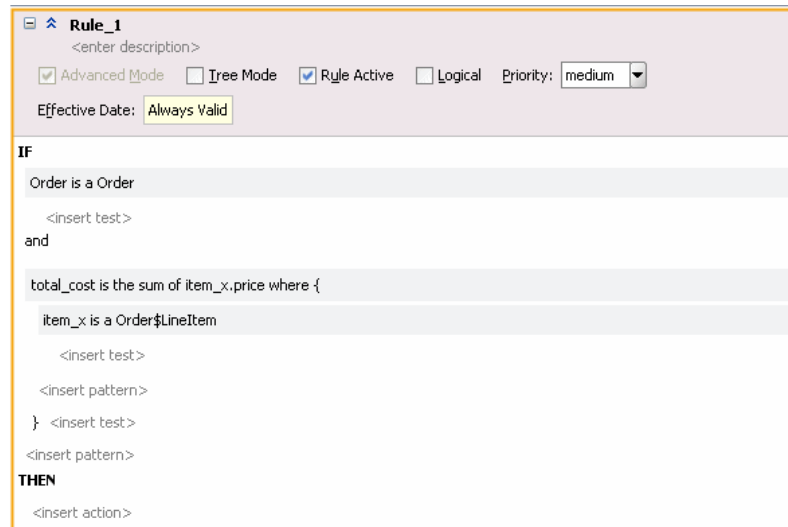 Rule_1
<enter description>
Advanced Mode Tree Mode Rule Active Logical Priority: medium
Effective Date: Always Valid
IF
Order is a Order
<insert test>
and
total_cost is the sum of item_x.price where {
item_x is a Order$LineItem
<insert test>
<insert pattern>
} <insert test>
<insert pattern>
THEN
<insert action>